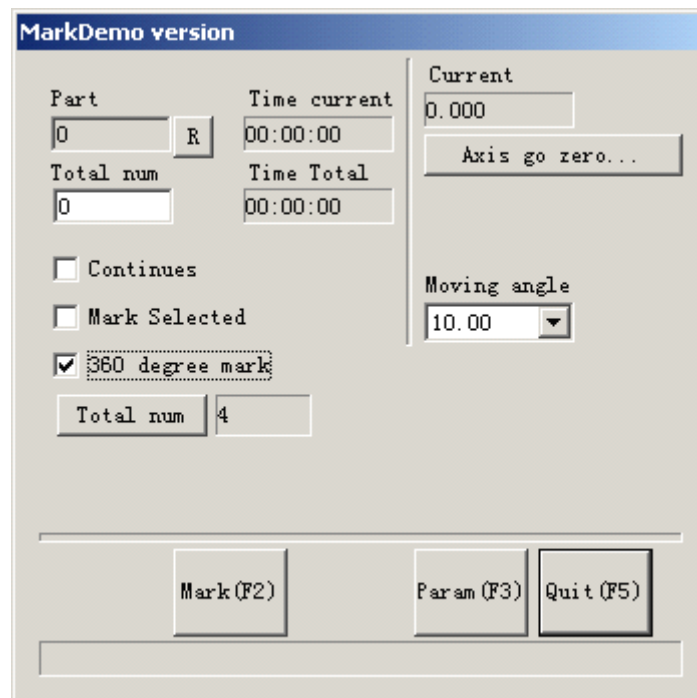 MarkDemo version
Part
Time current
0
R
00:00:00
Total num
Time Total
0
00:00:00
Continues
Mark Selected
360 degree mark
Total num
4
Current
0.000
Axis go zero...
Moving angle
10.00
Mark(F2)
Param(F3)
Quit(F5)